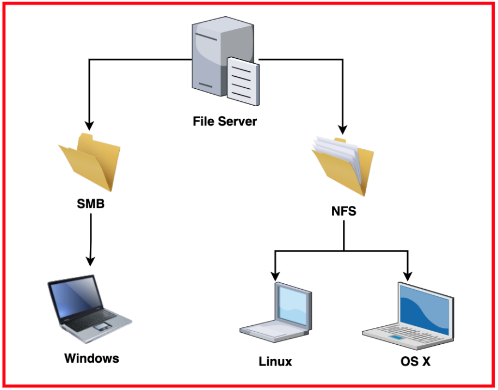 File Server
SMB
NFS
Windows
Linux
OS X